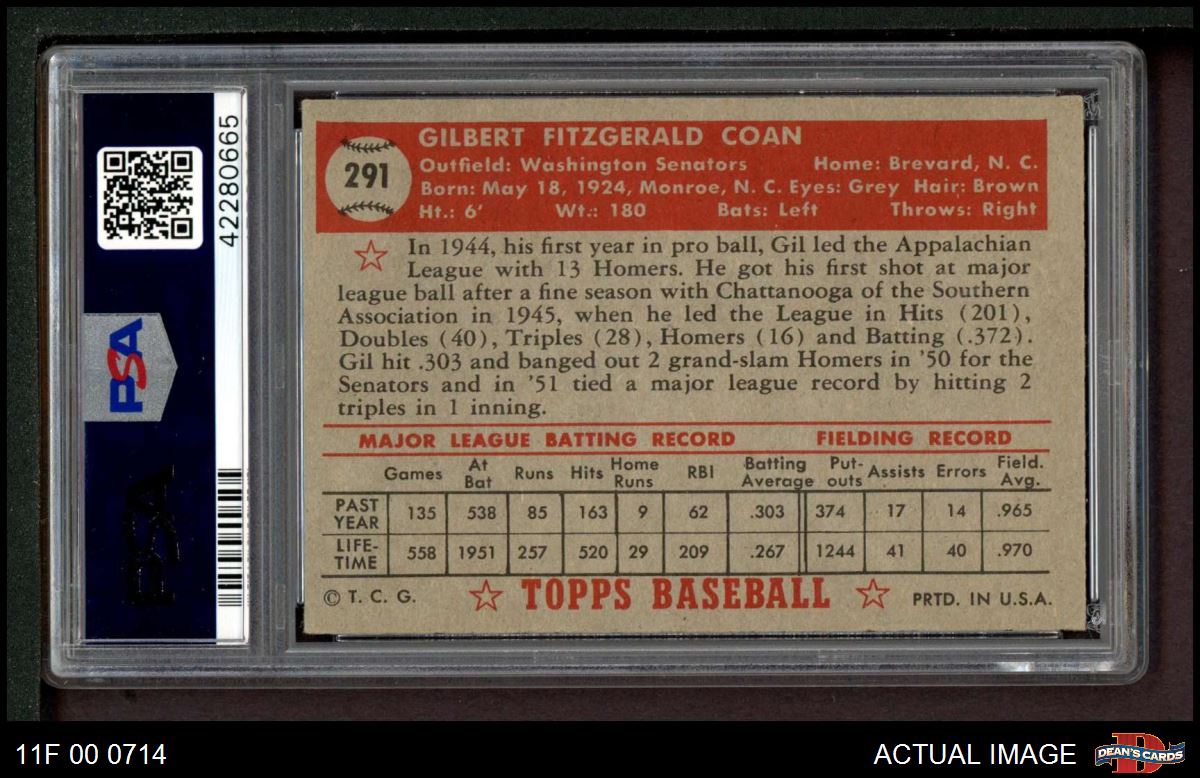 42280665
PSA
PSA
291
GILBERT FITZGERALD COAN
Outfield: Washington Senators Home: Brevard, N. C.
Born: May 18, 1924, Monroe, N. C. Eyes: Grey Hair: Brown
Ht.: 6' Wt.: 180 Bats: Left Throws: Right
In 1944, his first year in pro ball, Gil led the Appalachian
League with 13 Homers. He got his first shot at major
league ball after a fine season with Chattanooga of the Southern
Association in 1945, when he led the League in Hits (201),
Doubles (40), Triples (28), Homers (16) and Batting (.372).
Gil hit .303 and banged out 2 grand-slam Homers in '50 for the
Senators and in '51 tied a major league record by hitting 2
triples in 1 inning.
MAJOR LEAGUE BATTING RECORD FIELDING RECORD
Games At Bat Runs Hits Home Runs RBI Batting Average Put-outs Assists Errors Field. Avg.
PAST YEAR 135 538 85 163 9 62 .303 374 17 14 .965
LIFE-TIME 558 1951 257 520 29 209 .267 1244 41 40 .970
© T. C. G. TOPPS BASEBALL PRTD. IN U.S.A.
11F 00 0714 ACTUAL IMAGE DEAN'S CARDS